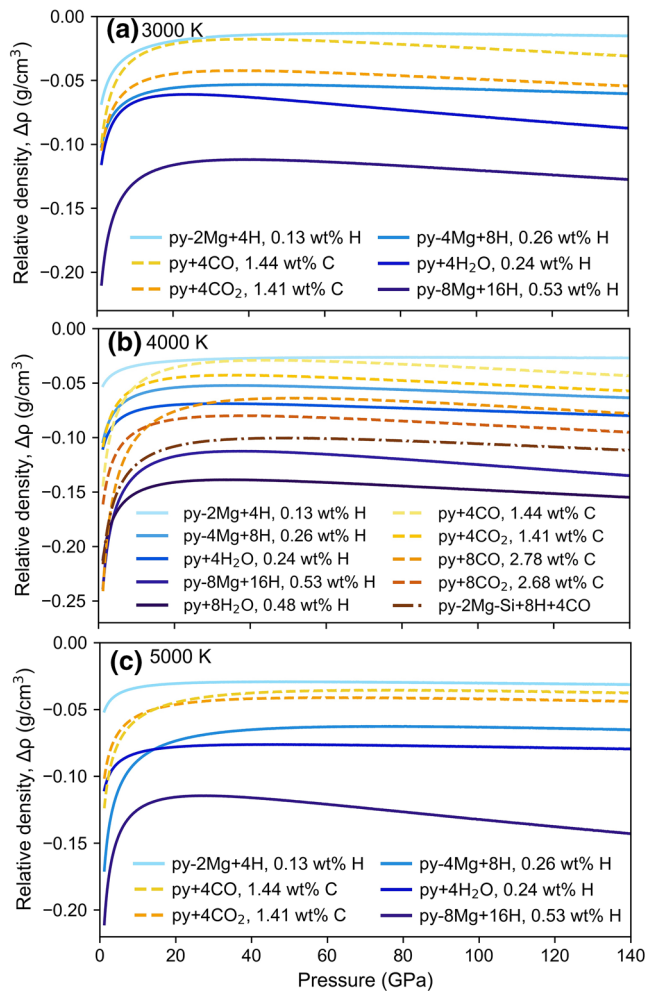 (a) 3000 K
Relative density, Δρ (g/cm³)
0.00
−0.05
−0.10
−0.15
−0.20
py-2Mg+4H, 0.13 wt% H
py+4CO, 1.44 wt% C
py+4CO₂, 1.41 wt% C
py-4Mg+8H, 0.26 wt% H
py+4H₂O, 0.24 wt% H
py-8Mg+16H, 0.53 wt% H
(b) 4000 K
Relative density, Δρ (g/cm³)
0.00
−0.05
−0.10
−0.15
−0.20
−0.25
py-2Mg+4H, 0.13 wt% H
py-4Mg+8H, 0.26 wt% H
py+4H₂O, 0.24 wt% H
py-8Mg+16H, 0.53 wt% H
py+8H₂O, 0.48 wt% H
py+4CO, 1.44 wt% C
py+4CO₂, 1.41 wt% C
py+8CO, 2.78 wt% C
py+8CO₂, 2.68 wt% C
py-2Mg-Si+8H+4CO
(c) 5000 K
Relative density, Δρ (g/cm³)
0.00
−0.05
−0.10
−0.15
−0.20
py-2Mg+4H, 0.13 wt% H
py+4CO, 1.44 wt% C
py+4CO₂, 1.41 wt% C
py-4Mg+8H, 0.26 wt% H
py+4H₂O, 0.24 wt% H
py-8Mg+16H, 0.53 wt% H
0 20 40 60 80 100 120 140
Pressure (GPa)